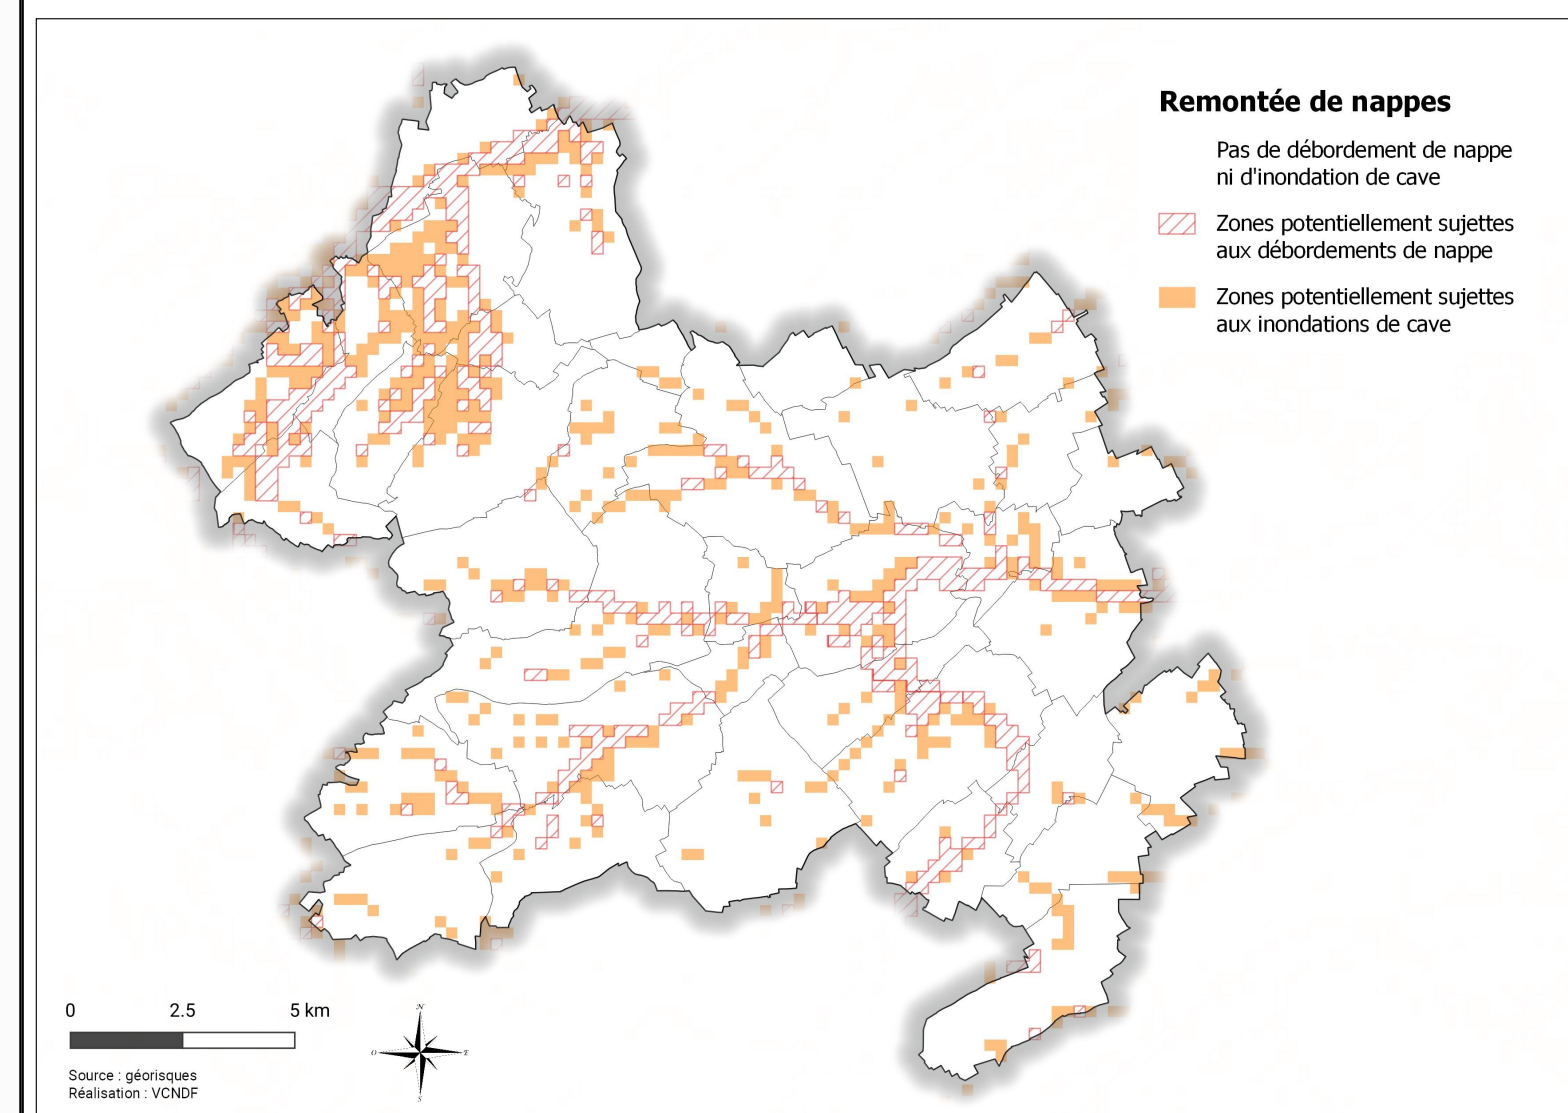 Remontée de nappes
Pas de débordement de nappe
ni d'inondation de cave
Zones potentiellement sujettes
aux débordements de nappe
Zones potentiellement sujettes
aux inondations de cave
0 2.5 5 km
N
O E
S
Source : géorisques
Réalisation : VCNDF